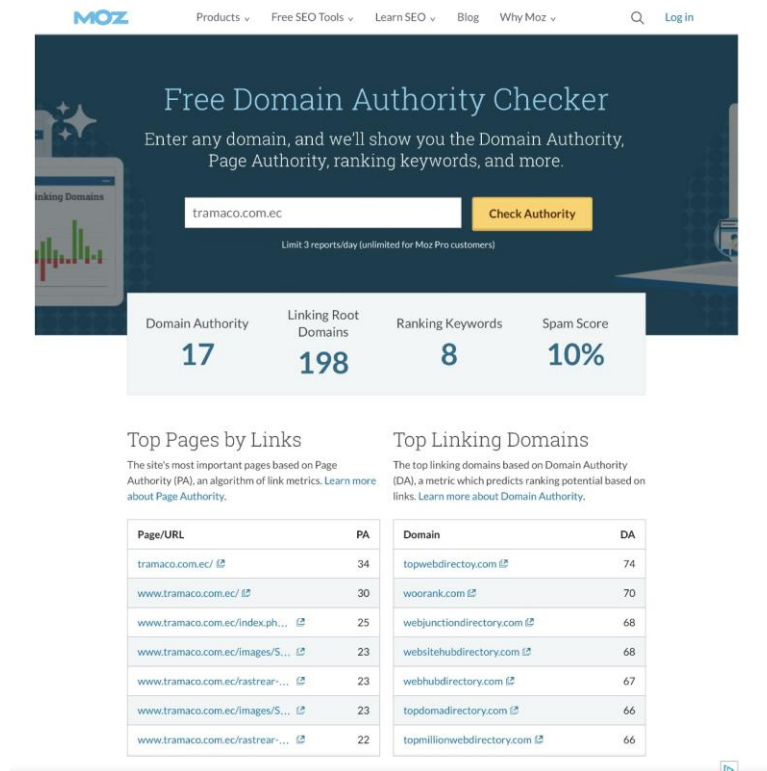 MOZ
Products Free SEO Tools Learn SEO Blog Why Moz Log in
Free Domain Authority Checker
Enter any domain, and we'll show you the Domain Authority,
Page Authority, ranking keywords, and more.
inking Domains
tramaco.com.ec
Check Authority
Limit 3 reports/day (unlimited for Moz Pro customers)
Domain Authority
17
Linking Root
Domains
198
Ranking Keywords
8
Spam Score
10%
Top Pages by Links
The site's most important pages based on Page
Authority (PA), an algorithm of link metrics. Learn more
about Page Authority.
Page/URL PA
tramaco.com.ec/ 34
www.tramaco.com.ec/ 30
www.tramaco.com.ec/index.ph... 25
www.tramaco.com.ec/images/S... 23
www.tramaco.com.ec/rastrear-... 23
www.tramaco.com.ec/images/S... 23
www.tramaco.com.ec/rastrear-... 22
Top Linking Domains
The top linking domains based on Domain Authority
(DA), a metric which predicts ranking potential based on
links. Learn more about Domain Authority.
Domain DA
topwebdirectoy.com 74
woorank.com 70
webjunctiondirectory.com 68
websitehubdirectory.com 68
webhubdirectory.com 67
topdomadirectory.com 66
topmillionwebdirectory.com 66